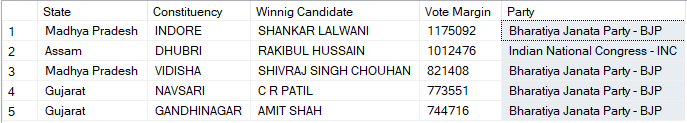 State Constituency Winnig Candidate Vote Margin Party
1 Madhya Pradesh INDORE SHANKAR LALWANI 1175092 Bharatiya Janata Party - BJP
2 Assam DHUBRI RAKIBUL HUSSAIN 1012476 Indian National Congress - INC
3 Madhya Pradesh VIDISHA SHIVRAJ SINGH CHOUHAN 821408 Bharatiya Janata Party - BJP
4 Gujarat NAVSARI C R PATIL 773551 Bharatiya Janata Party - BJP
5 Gujarat GANDHINAGAR AMIT SHAH 744716 Bharatiya Janata Party - BJP